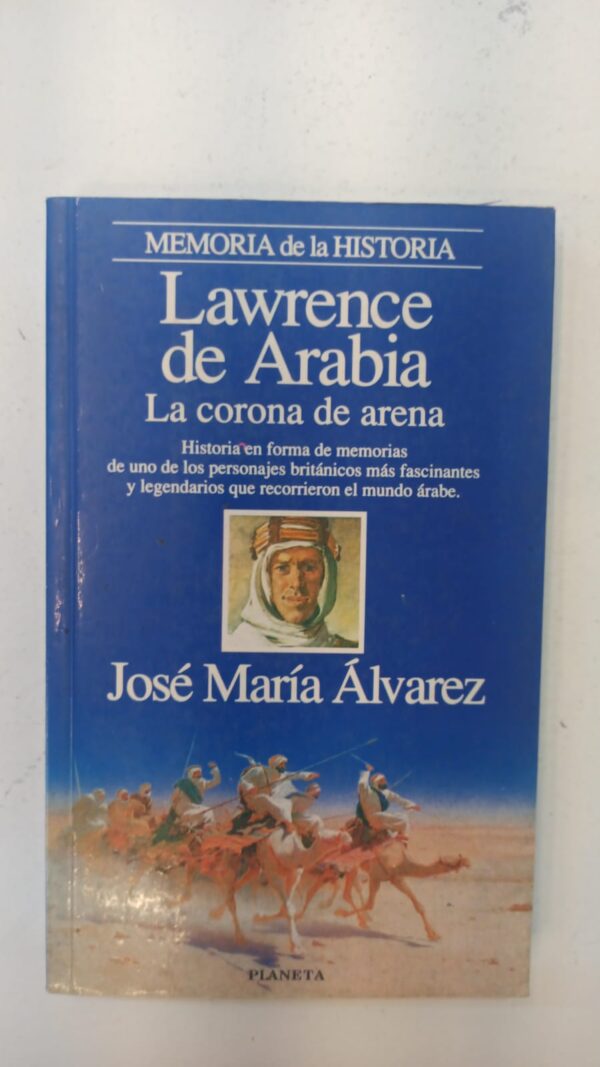 MEMORIA de la HISTORIA
Lawrence
de Arabia
La corona de arena
Historia en forma de memorias
de uno de los personajes británicos más fascinantes
y legendarios que recorrieron el mundo árabe.
José María Álvarez
PLANETA